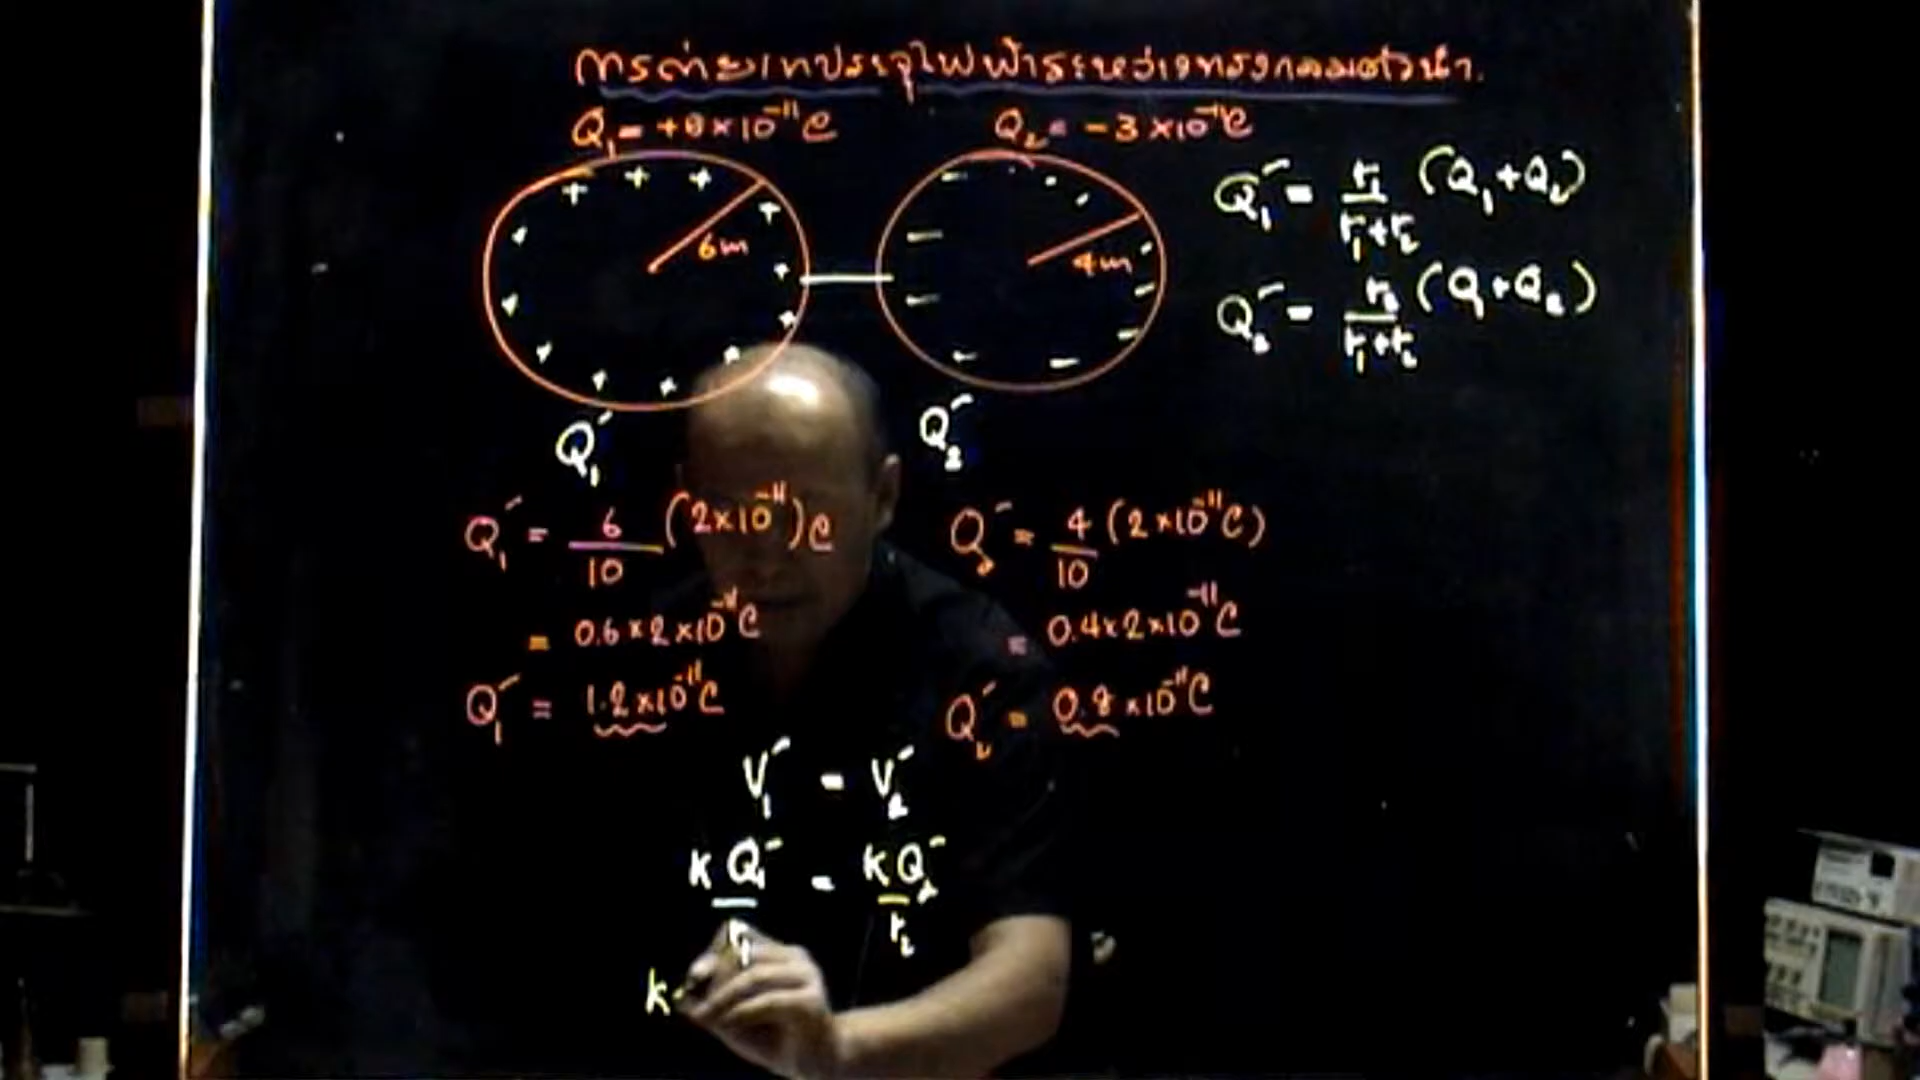 การถ่ายเทประจุไฟฟ้าระหว่างทรงกลมตัวนำ.
Q₁ = +8×10⁻¹¹ C
Q₂ = -3×10⁻¹¹ C
6m
4m
Q₁′ = r₁/(r₁+r₂) (Q₁+Q₂)
Q₂′ = r₂/(r₁+r₂) (Q₁+Q₂)
Q₁′
Q₂′
Q₁′ = 6/10 (2×10⁻¹¹) C
= 0.6×2×10⁻¹¹ C
Q₁′ = 1.2×10⁻¹¹ C
Q₂′ = 4/10 (2×10⁻¹¹ C)
= 0.4×2×10⁻¹¹ C
Q₂′ = 0.8×10⁻¹¹ C
V₁′ = V₂′
kQ₁′/r₁ = kQ₂′/r₂
k